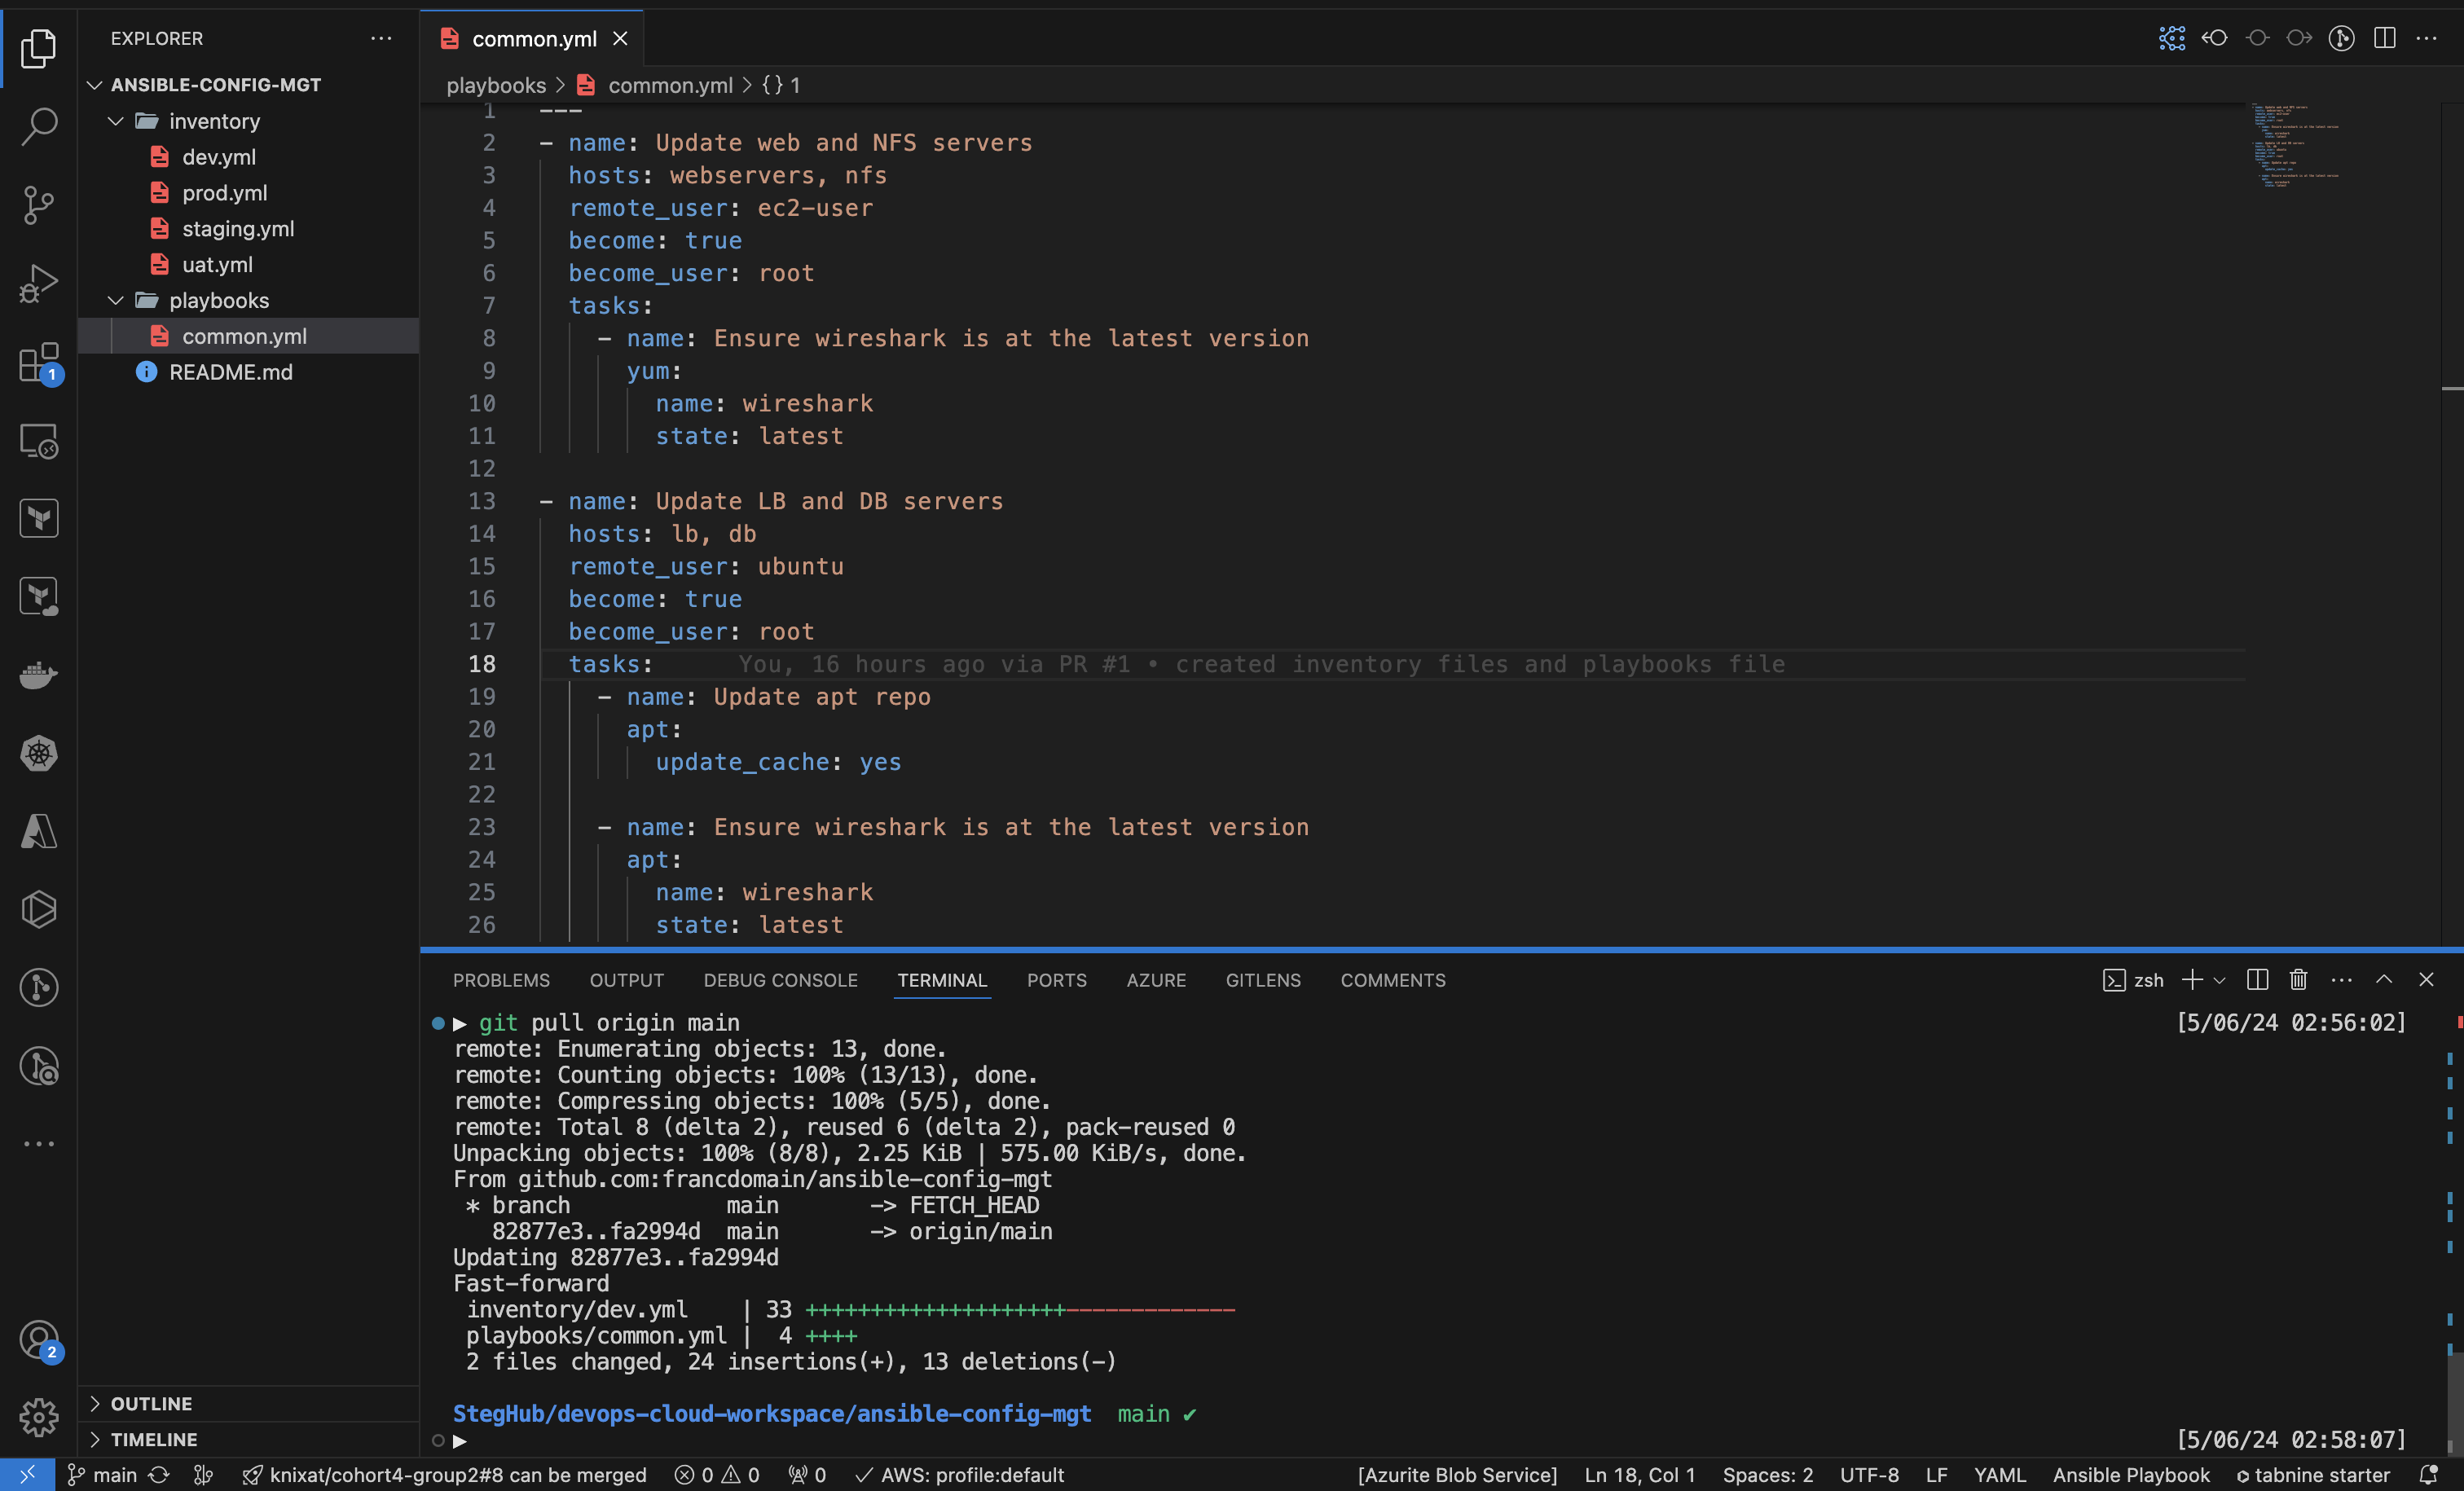 EXPLORER
ANSIBLE-CONFIG-MGT
inventory
dev.yml
prod.yml
staging.yml
uat.yml
playbooks
common.yml
README.md
OUTLINE
TIMELINE
1
2
common.yml
playbooks > common.yml > {} 1
1 ---
2 - name: Update web and NFS servers
3 hosts: webservers, nfs
4 remote_user: ec2-user
5 become: true
6 become_user: root
7 tasks:
8 - name: Ensure wireshark is at the latest version
9 yum:
10 name: wireshark
11 state: latest
12
13 - name: Update LB and DB servers
14 hosts: lb, db
15 remote_user: ubuntu
16 become: true
17 become_user: root
18 tasks: You, 16 hours ago via PR #1 • created inventory files and playbooks file
19 - name: Update apt repo
20 apt:
21 update_cache: yes
22
23 - name: Ensure wireshark is at the latest version
24 apt:
25 name: wireshark
26 state: latest
PROBLEMS OUTPUT DEBUG CONSOLE TERMINAL PORTS AZURE GITLENS COMMENTS zsh
git pull origin main [5/06/24 02:56:02]
remote: Enumerating objects: 13, done.
remote: Counting objects: 100% (13/13), done.
remote: Compressing objects: 100% (5/5), done.
remote: Total 8 (delta 2), reused 6 (delta 2), pack-reused 0
Unpacking objects: 100% (8/8), 2.25 KiB | 575.00 KiB/s, done.
From github.com:francdomain/ansible-config-mgt
* branch main -> FETCH_HEAD
82877e3..fa2994d main -> origin/main
Updating 82877e3..fa2994d
Fast-forward
inventory/dev.yml | 33 ++++++++++++++++++++-------------
playbooks/common.yml | 4 ++++
2 files changed, 24 insertions(+), 13 deletions(-)
StegHub/devops-cloud-workspace/ansible-config-mgt main ✔
[5/06/24 02:58:07]
main knixat/cohort4-group2#8 can be merged 0 0 0 AWS: profile:default [Azurite Blob Service] Ln 18, Col 1 Spaces: 2 UTF-8 LF YAML Ansible Playbook tabnine starter